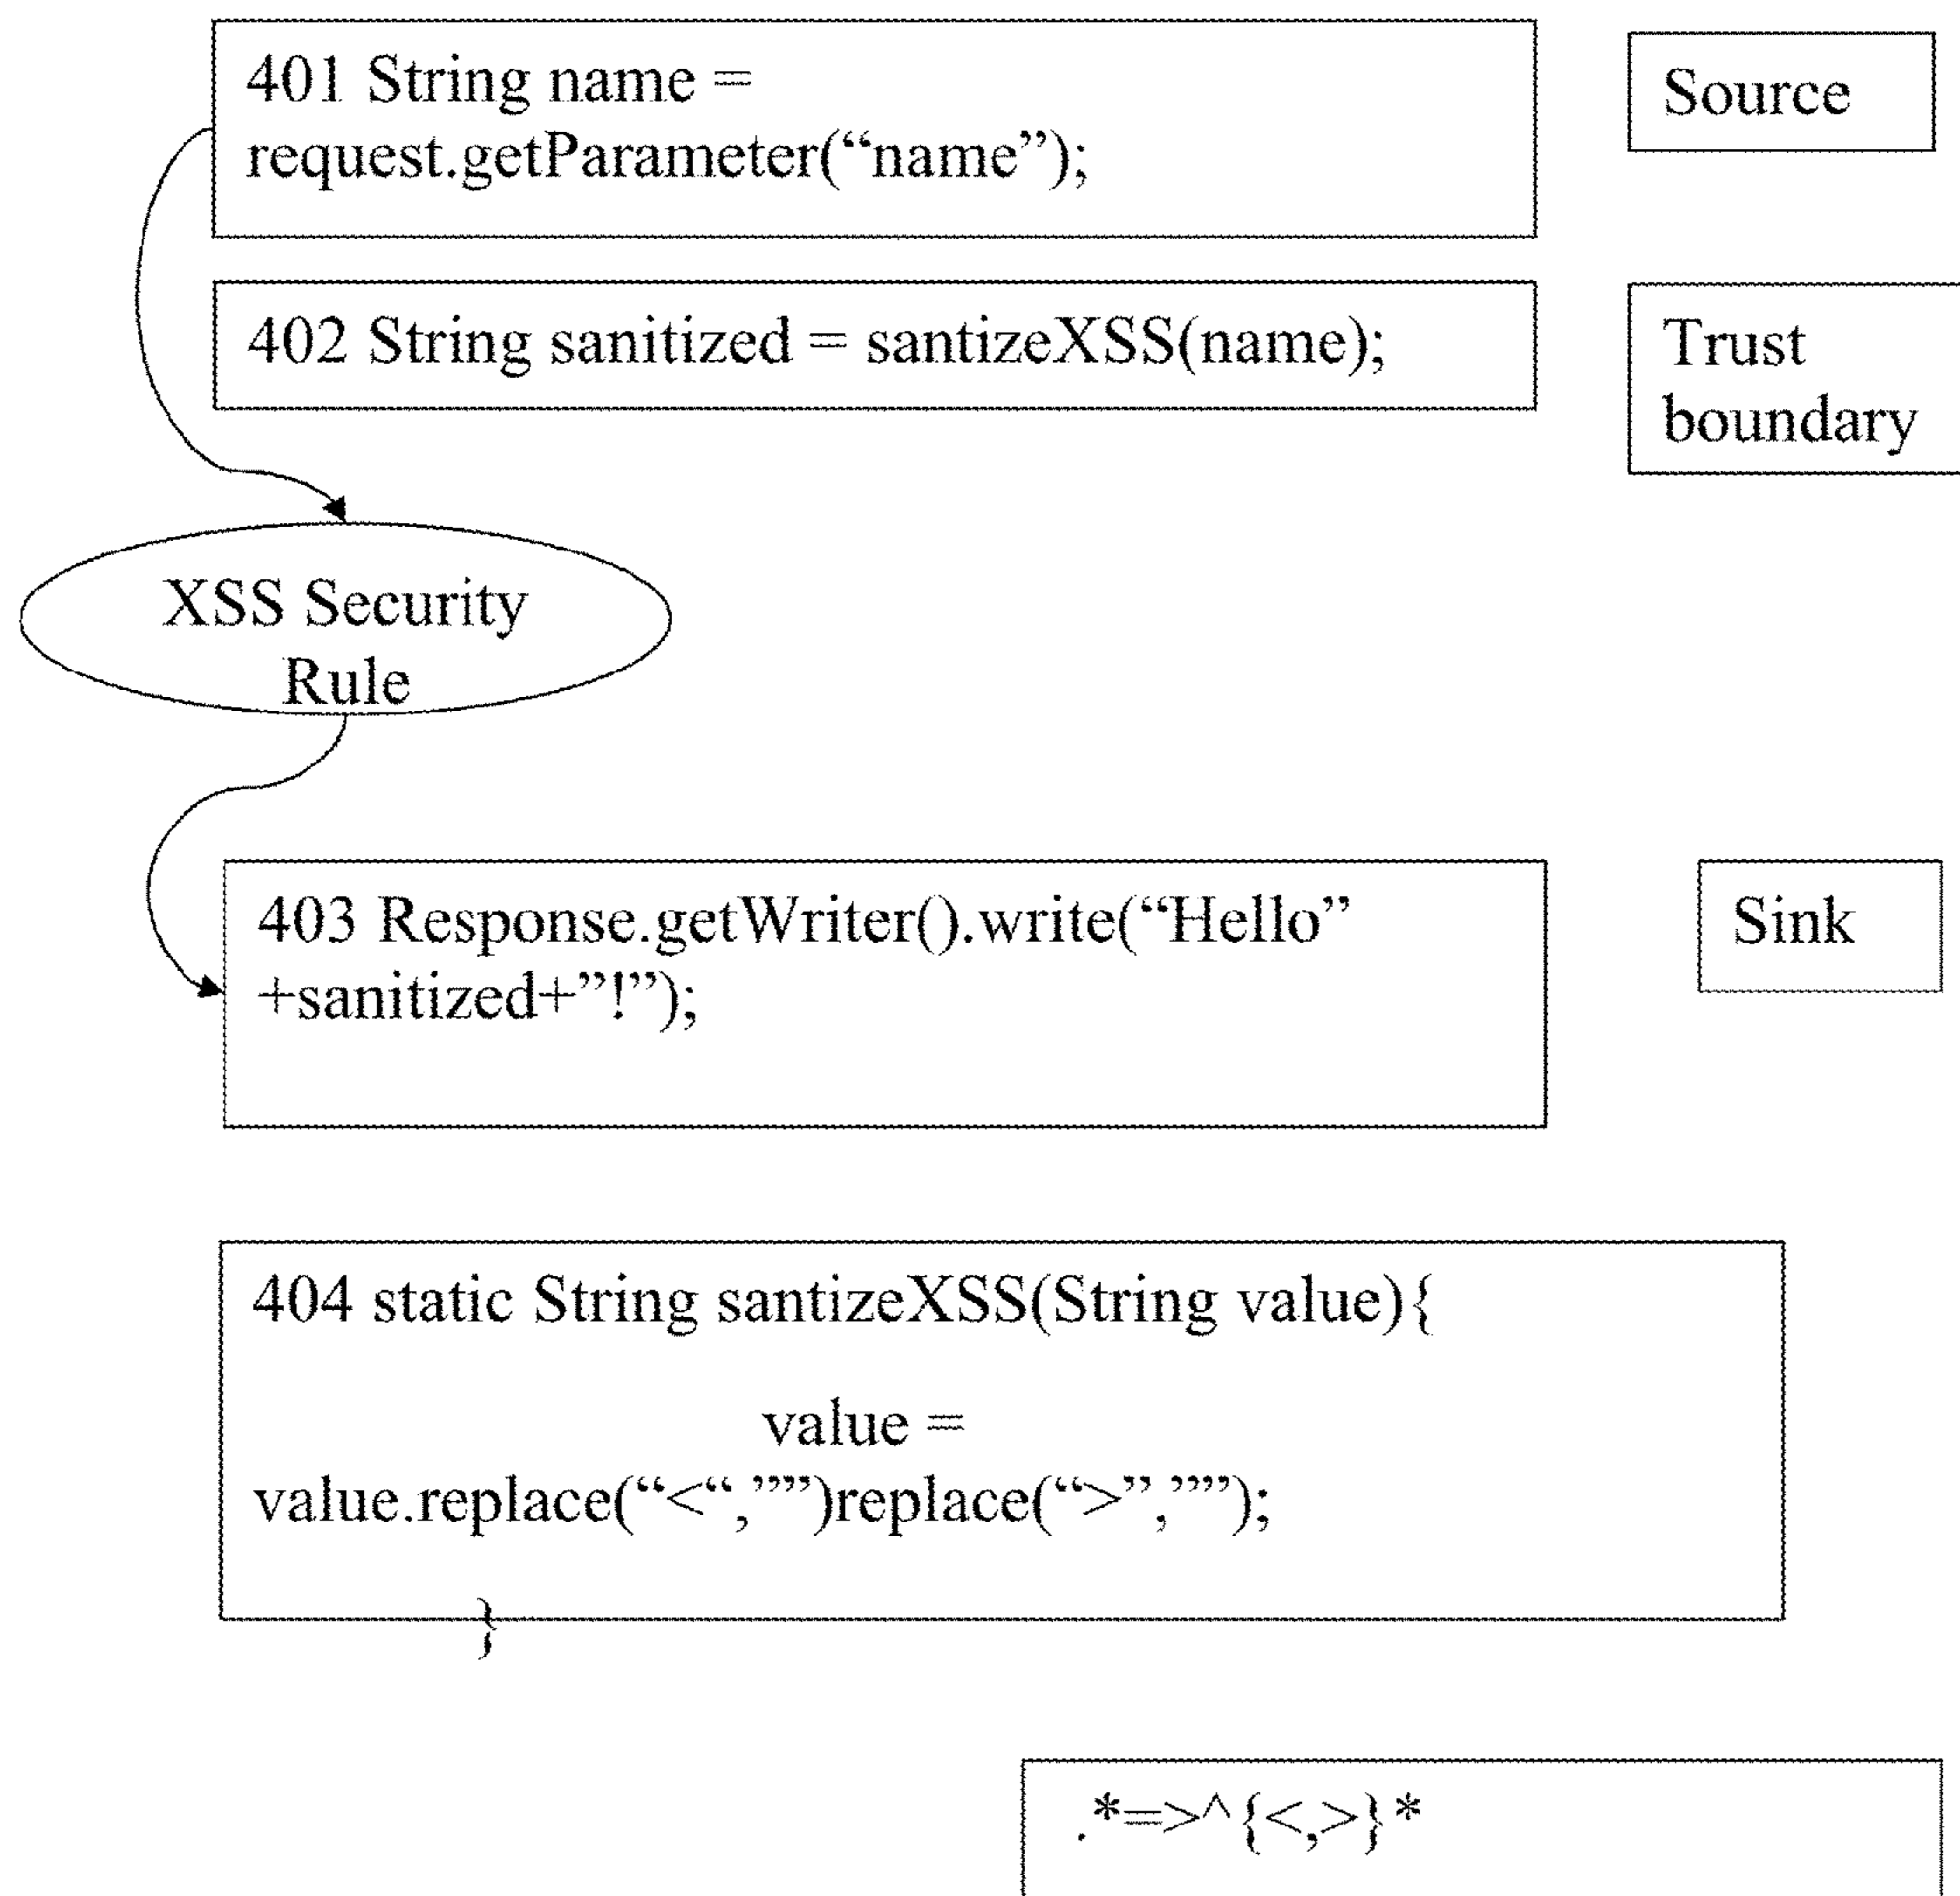 401 String name =
request.getParameter(“name”);
Source
402 String sanitized = santizeXSS(name);
Trust
boundary
XSS Security
Rule
403 Response.getWriter().write(“Hello”
+sanitized+”!”);
Sink
404 static String santizeXSS(String value){
value =
value.replace(“<“,””)replace(“>”,””);
}
.*=>^{<,>}*